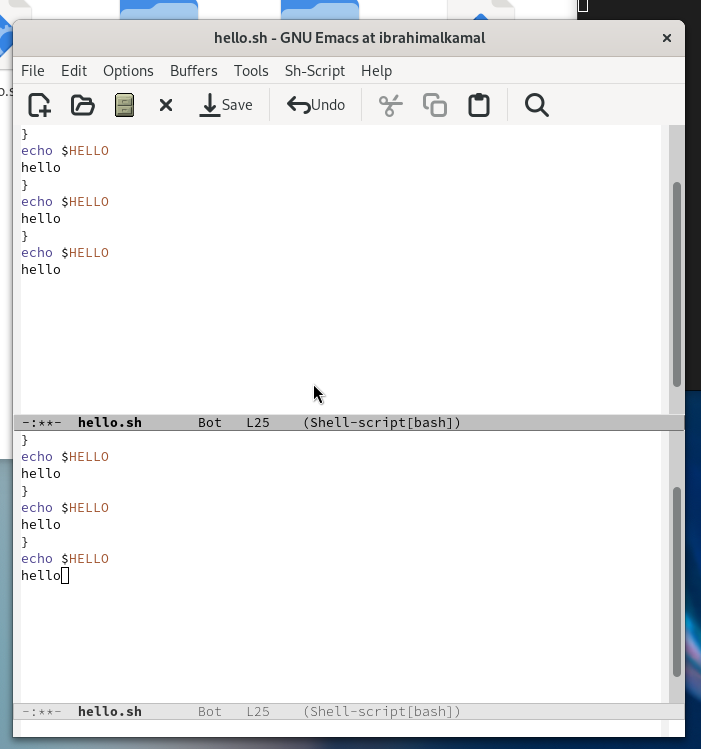 hello.sh - GNU Emacs at ibrahimalkamal
File Edit Options Buffers Tools Sh-Script Help
Save Undo
}
echo $HELLO
hello
}
echo $HELLO
hello
}
echo $HELLO
hello
-:**- hello.sh Bot L25 (Shell-script[bash])
}
echo $HELLO
hello
}
echo $HELLO
hello
}
echo $HELLO
hello
-:**- hello.sh Bot L25 (Shell-script[bash])